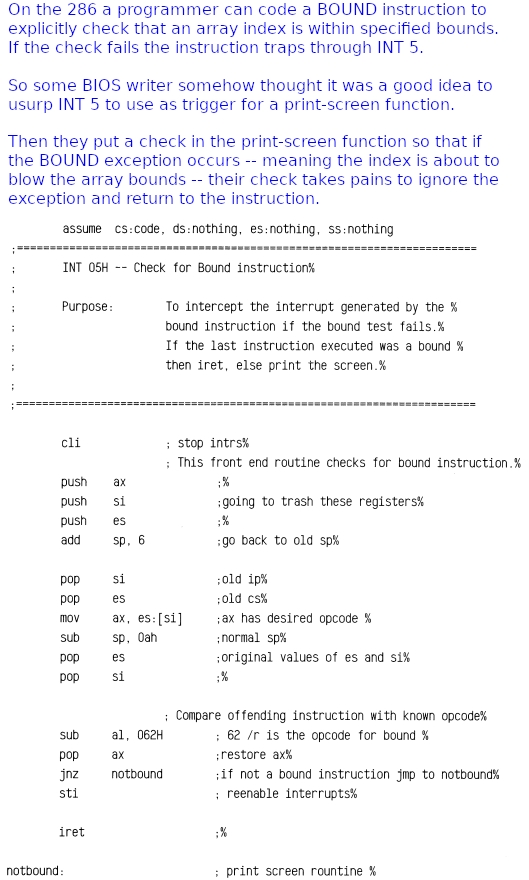 On the 286 a programmer can code a BOUND instruction to
explicitly check that an array index is within specified bounds.
If the check fails the instruction traps through INT 5.
So some BIOS writer somehow thought it was a good idea to
usurp INT 5 to use as trigger for a print-screen function.
Then they put a check in the print-screen function so that if
the BOUND exception occurs -- meaning the index is about to
blow the array bounds -- their check takes pains to ignore the
exception and return to the instruction.
assume cs:code, ds:nothing, es:nothing, ss:nothing
;======================================================================
; INT 05H -- Check for Bound instruction%
;
; Purpose: To intercept the interrupt generated by the %
; bound instruction if the bound test fails.%
; If the last instruction executed was a bound %
; then iret, else print the screen.%
;
;======================================================================
cli ; stop intrs%
; This front end routine checks for bound instruction.%
push ax ;%
push si ;going to trash these registers%
push es ;%
add sp, 6 ;go back to old sp%
pop si ;old ip%
pop es ;old cs%
mov ax, es:[si] ;ax has desired opcode %
sub sp, 0ah ;normal sp%
pop es ;original values of es and si%
pop si ;%
; Compare offending instruction with known opcode%
sub al, 062H ; 62 /r is the opcode for bound %
pop ax ;restore ax%
jnz notbound ;if not a bound instruction jmp to notbound%
sti ; reenable interrupts%
iret ;%
notbound: ; print screen rountine %